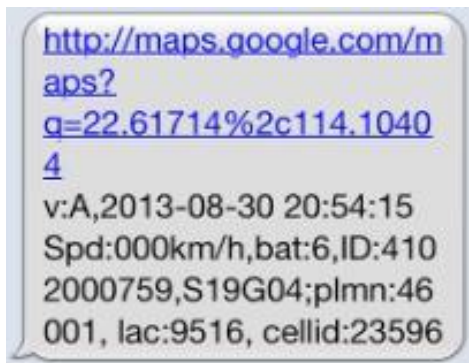 http://maps.google.com/m
aps?
q=22.61714%2c114.1040
4
v:A,2013-08-30 20:54:15
Spd:000km/h,bat:6,ID:410
2000759,S19G04;plmn:46
001, lac:9516, cellid:23596